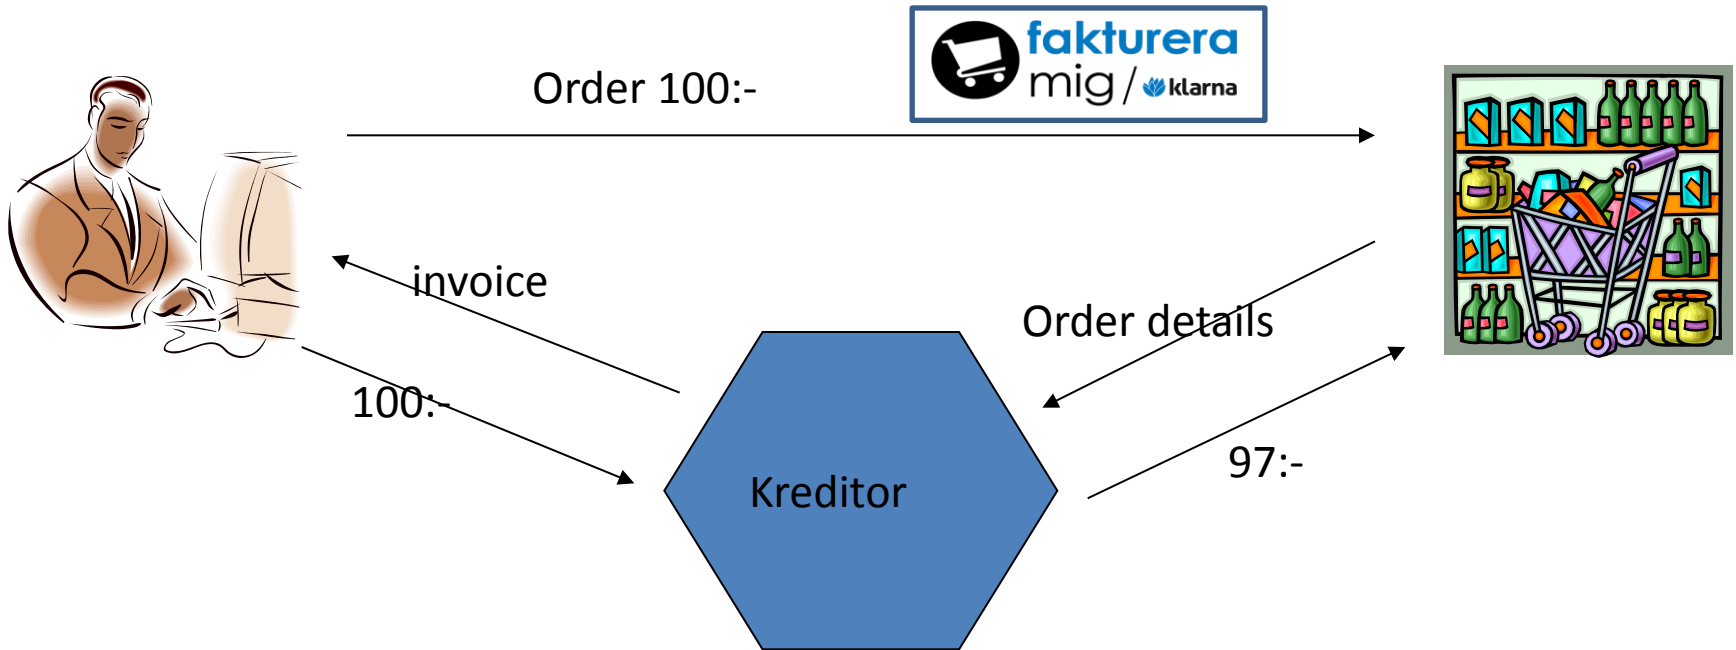 fakturera
mig / klarna
Order 100:-
invoice
Order details
100:-
97:-
Kreditor